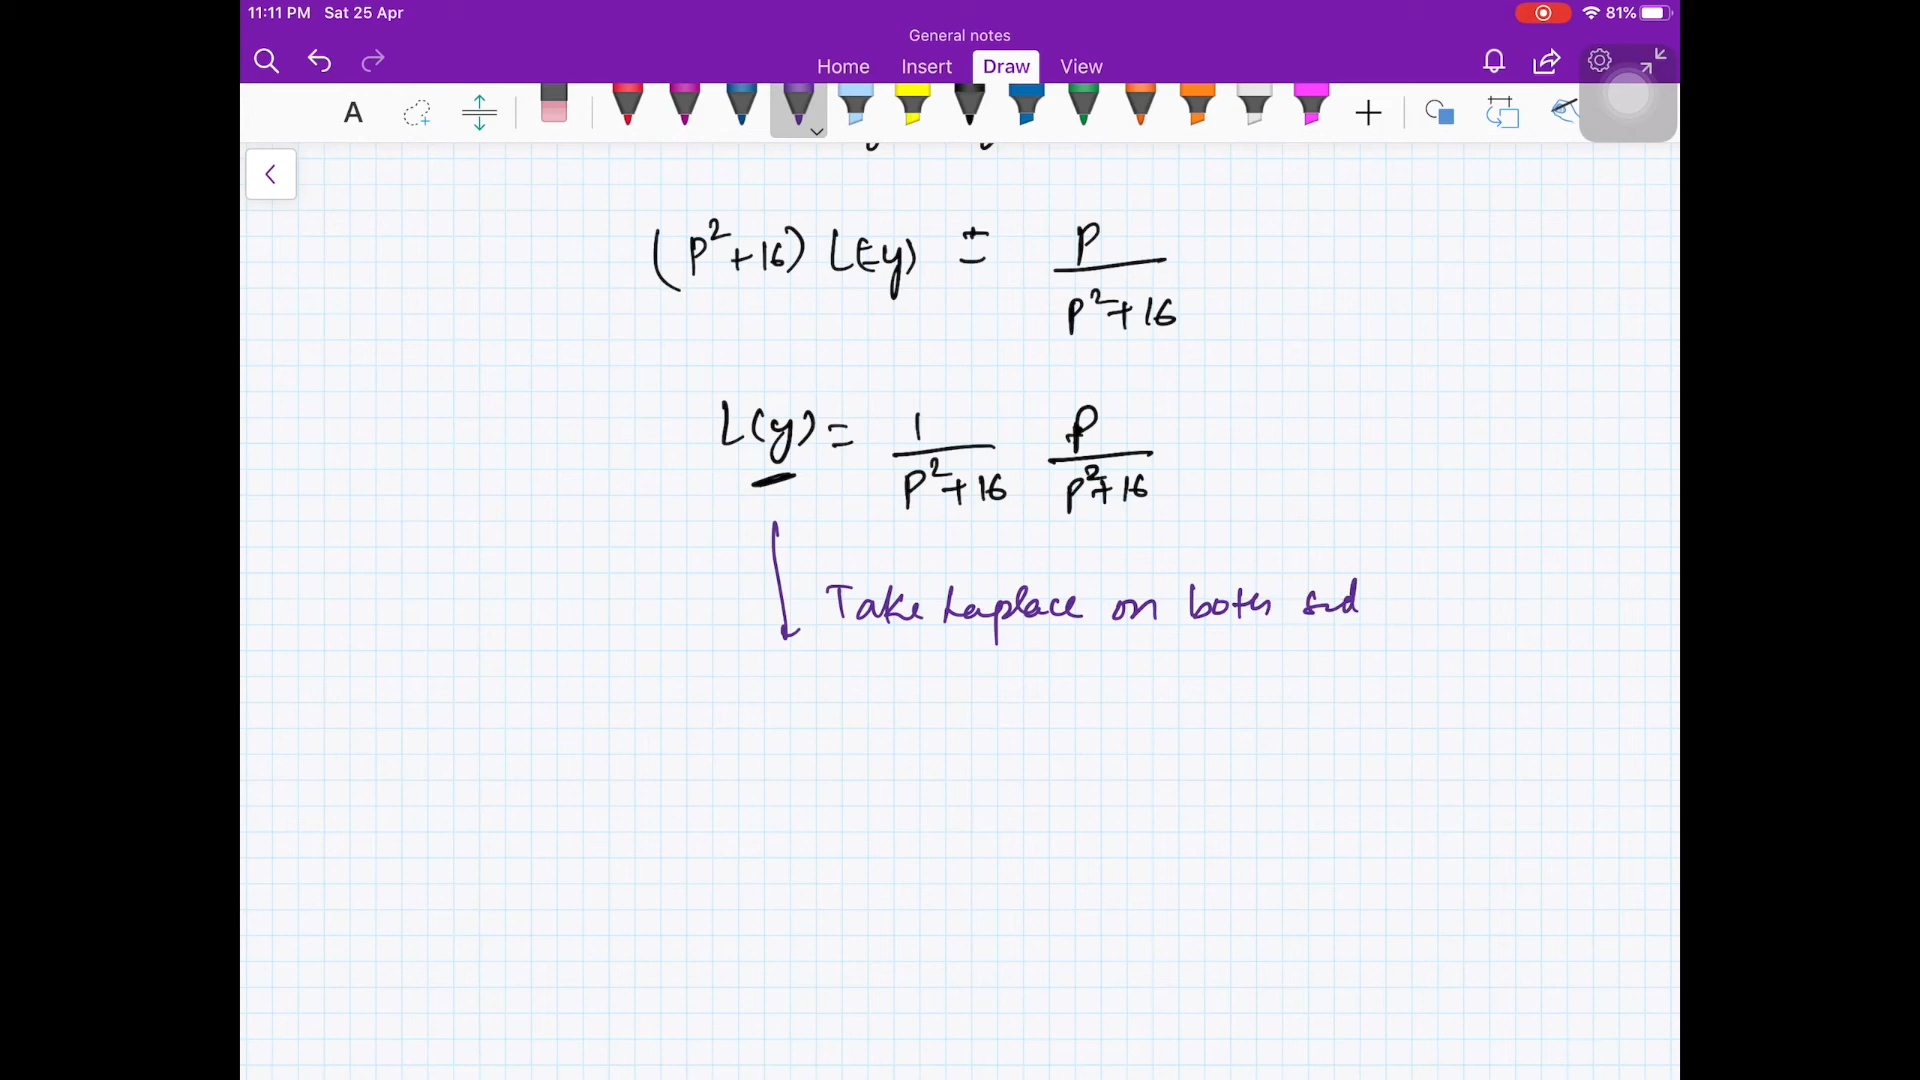 11:11 PM Sat 25 Apr
81%
General notes
Home Insert Draw View
A
(p²+16) L(y) = p / p²+16
L(y) = 1 / p²+16 p / p²+16
Take Laplace on both sid